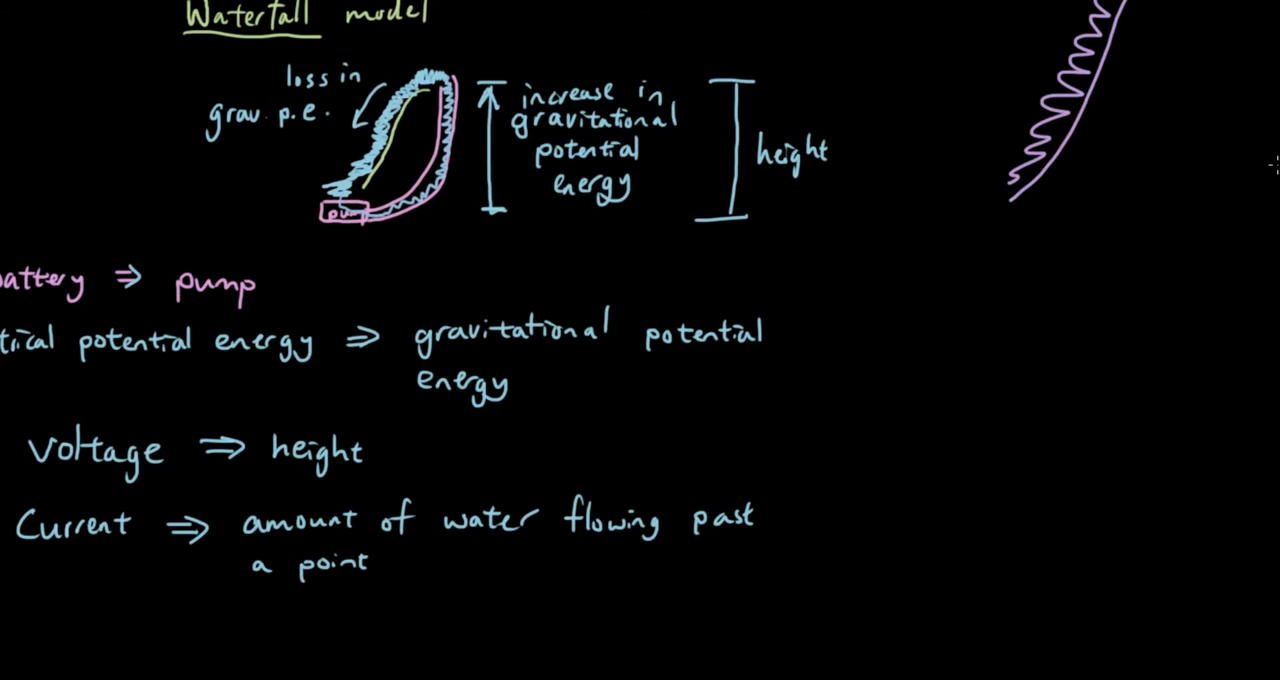 Waterfall model
loss in
grav. p.e.
increase in
gravitational
potential
energy
height
pump
battery ⇒ pump
trical potential energy ⇒ gravitational potential
energy
Voltage ⇒ height
Current ⇒ amount of water flowing past
a point